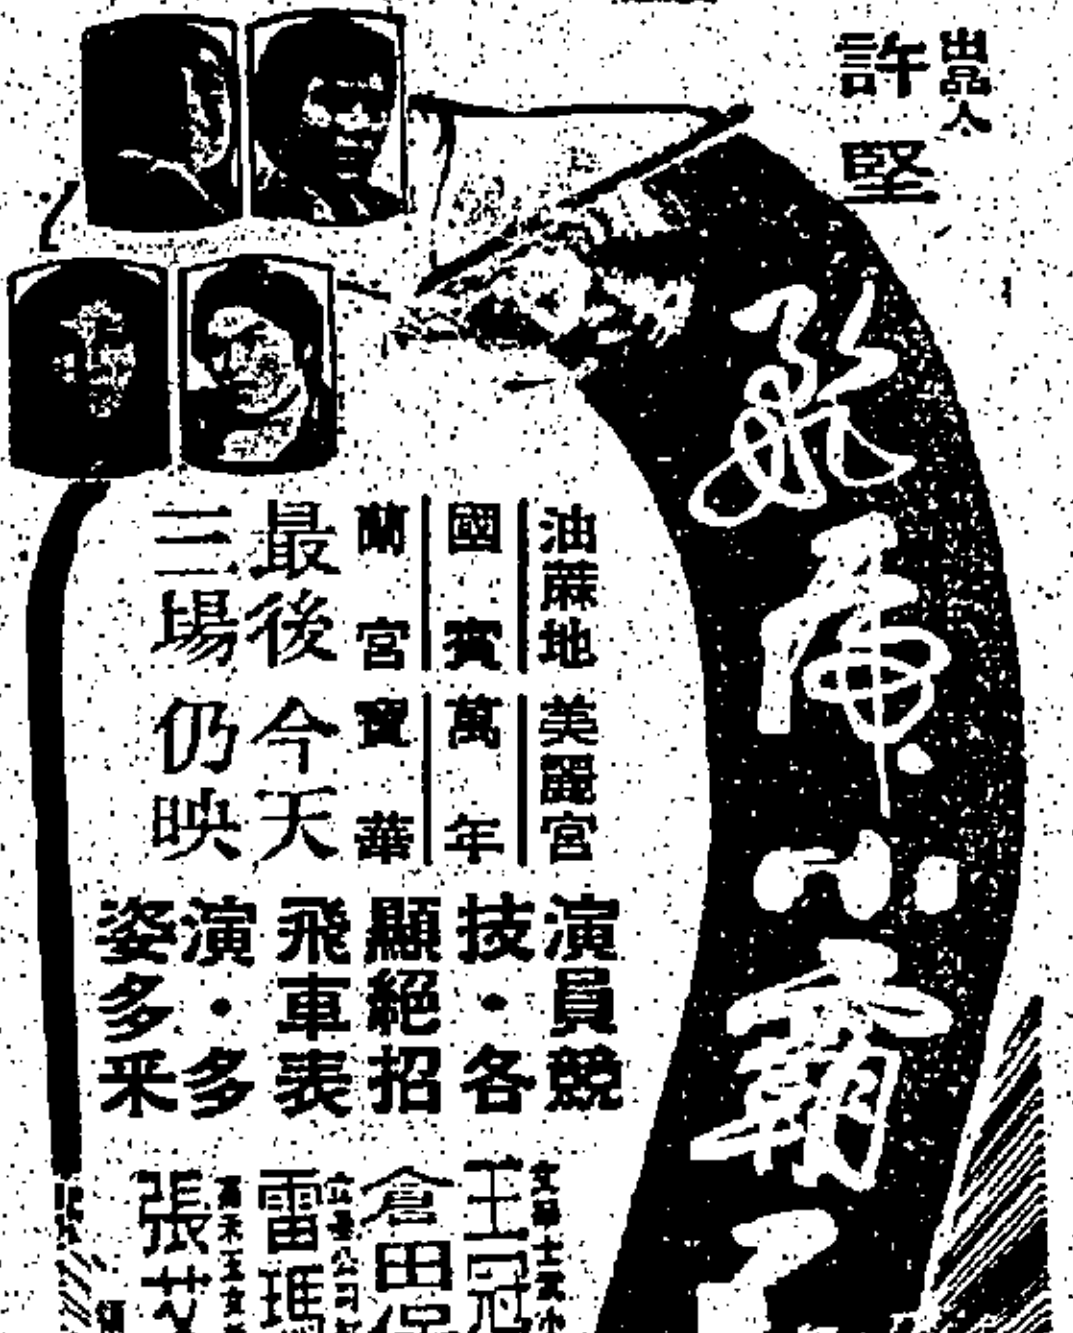 出品人
許堅
飛虎小霸
油蔴地
美麗宮
國賓
萬年
蘭宮
寶華
最後今天
三場仍映
演員競
技·各
顯絕招
飛車表
演·多
姿多采
王冠
倉田
雷瑪
張